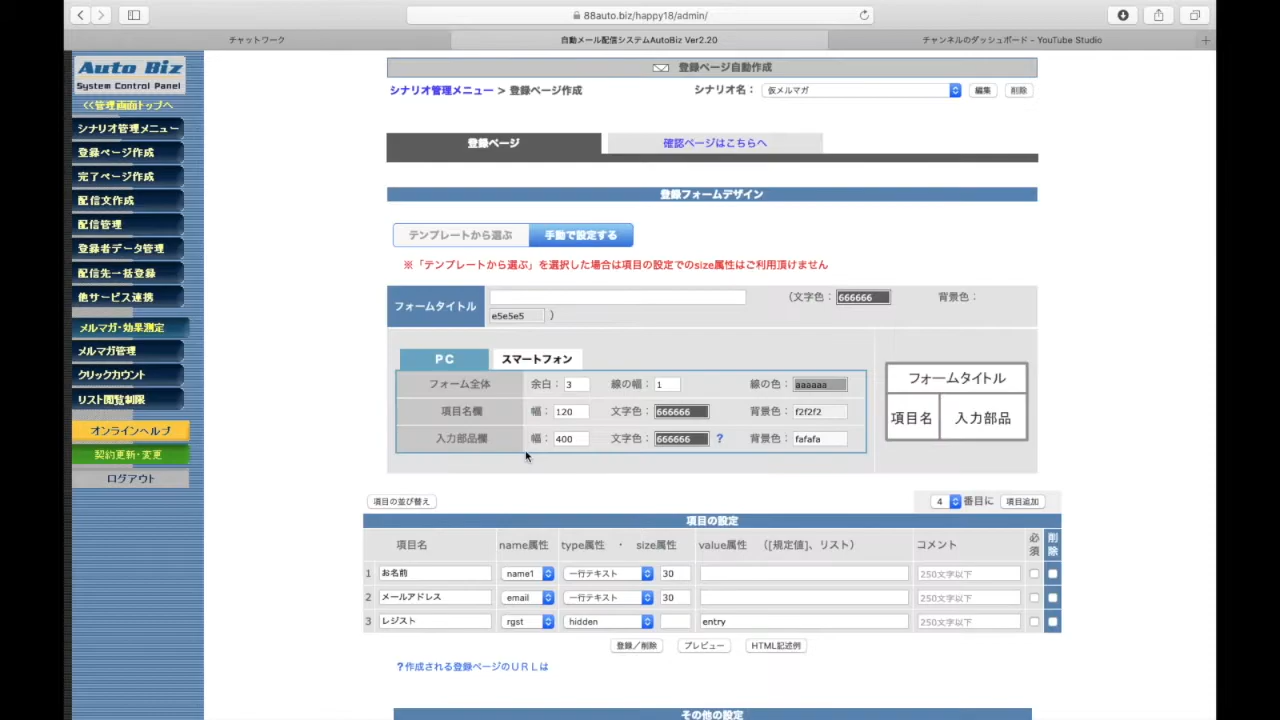 88auto.biz/happy18/admin/
チャットワーク
自動メール配信システムAutoBiz Ver2.20
チャンネルのダッシュボード - YouTube Studio
Auto Biz
System Control Panel
<<管理画面トップへ
シナリオ管理メニュー
登録ページ作成
完了ページ作成
配信文作成
配信管理
登録者データ管理
配信先一括登録
他サービス連携
メルマガ・効果測定
メルマガ管理
クリックカウント
リスト閲覧制限
オンラインヘルプ
契約更新・変更
ログアウト
登録ページ自動作成
シナリオ管理メニュー > 登録ページ作成 シナリオ名： 仮メルマガ 編集 削除
登録ページ 確認ページはこちらへ
登録フォームデザイン
テンプレートから選ぶ 手動で設定する
※「テンプレートから選ぶ」を選択した場合は項目の設定でのsize属性はご利用頂けません
フォームタイトル （文字色： 666666 背景色：
e5e5e5 ）
PC スマートフォン
フォーム全体 余白： 3 線の幅： 1 線の色： aaaaaa
項目名欄 幅： 120 文字色： 666666 背景色： f2f2f2
入力部品欄 幅： 400 文字色： 666666 ? 背景色： fafafa
フォームタイトル
項目名 入力部品
項目の並び替え 4 番目に 項目追加
項目の設定
項目名 name属性 type属性 ・ size属性 value属性 （[規定値]、リスト） コメント 必須 削除
1 お名前 name1 一行テキスト 30 250文字以下
2 メールアドレス email 一行テキスト 30 250文字以下
3 レジスト rgst hidden entry 250文字以下
登録／削除 プレビュー HTML記述例
?作成される登録ページのＵＲＬは
その他の設定